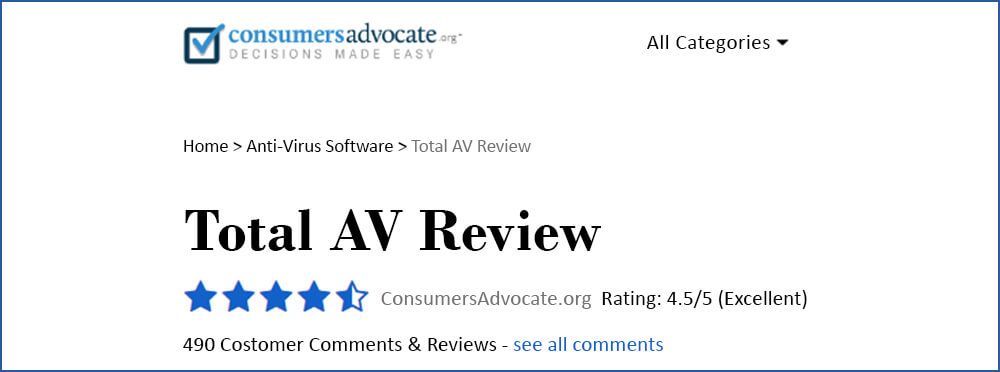 consumersadvocate.org™
DECISIONS MADE EASY
All Categories
Home > Anti-Virus Software > Total AV Review
Total AV Review
ConsumersAdvocate.org Rating: 4.5/5 (Excellent)
490 Costomer Comments & Reviews - see all comments